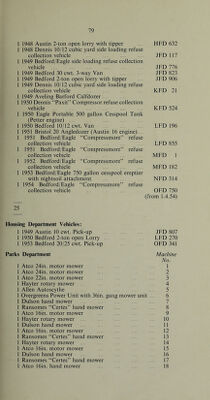 79
1 1948 Austin 2-ton open lorry with tipper HFD 632
1 1948 Dennis 10/12 cubic yard side loading refuse
collection vehicle HFD 117
1 1949 Bedford/Eagle side loading refuse collection
vehicle JFD 776
1 1949 Bedford 30 cwt. 3-way Van JFD 823
1 1949 Bedford 2-ton open lorry with tipper JFD 906
1 1949 Dennis 10/12 cubic yard side loading refuse
collection vehicle KFD 21
1 1949 Aveling Barford Calfdozer
1 1950 Dennis "Paxit" Compressor refuse collection
vehicle KFD 524
1 1950 Eagle Portable 500 gallon Cesspool Tank
(Petter engine)
1 1950 Bedford 10/12 cwt. Van LFD 196
1 1951 Bristol 20 Angledozer (Austin 16 engine)
1 1951 Bedford/Eagle "Compressmore" refuse
collection vehicle LFD 855
1 1951 Bedford/Eagle "Compressmore" refuse
collection vehicle MFD 1
1 1952 Bedford/Eagle "Compressmore" refuse
collection vehicle MFD 182
1 1953 Bedford/Eagle 750 gallon cesspool emptier
with nightsoil attachment NFD 314
1 1954 Bedford/Eagle "Compressmore" refuse
collection vehicle OFD 750
(from 1.4.54)
25
Housing Department Vehicles:
1 1949 Austin 10 cwt. Pick-up JFD 807
1 1950 Bedford 2-ton open Lorry LFD 270
1 1953 Bedford 20/25 cwt. Pick-up OFD 341
Parks Department Machine
No.
1 Atco 24in. motor mower 1
1 Atco 24in. motor mower 2
1 Atco 22in. motor mower 3
1 Hayter rotary mower 4
1 Allen Autoscythe 5
1 Overgreens Power Unit with 36in. gang mower unit 6
1 Dulson hand mower 7
1 Ransomes "Certes" hand mower 8
1 Atco 16in. motor mower 9
1 Hayter rotary mower 10
1 Dulson hand mower 11
1 Atco 16in. motor mower 12
1 Ransomes "Certes" hand mower 13
1 Hayter rotary mower 14
1 Atco 16in. motor mower 15
1 Dulson hand mower 16
1 Ransomes "Certes" hand mower 17
1 Atco 16in. hand mower 18